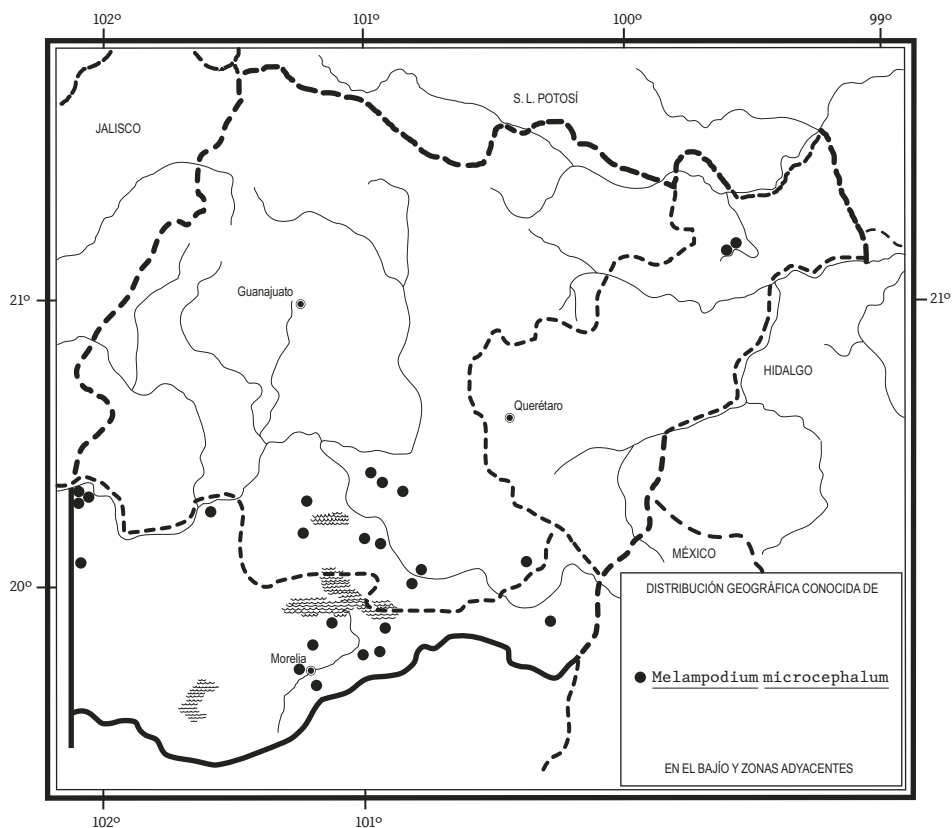 102º 101º 100º 99º
S. L. POTOSÍ
JALISCO
Guanajuato
21º 21º
HIDALGO
Querétaro
MÉXICO
20º
DISTRIBUCIÓN GEOGRÁFICA CONOCIDA DE
Morelia
Melampodium microcephalum
EN EL BAJÍO Y ZONAS ADYACENTES
102º 101º